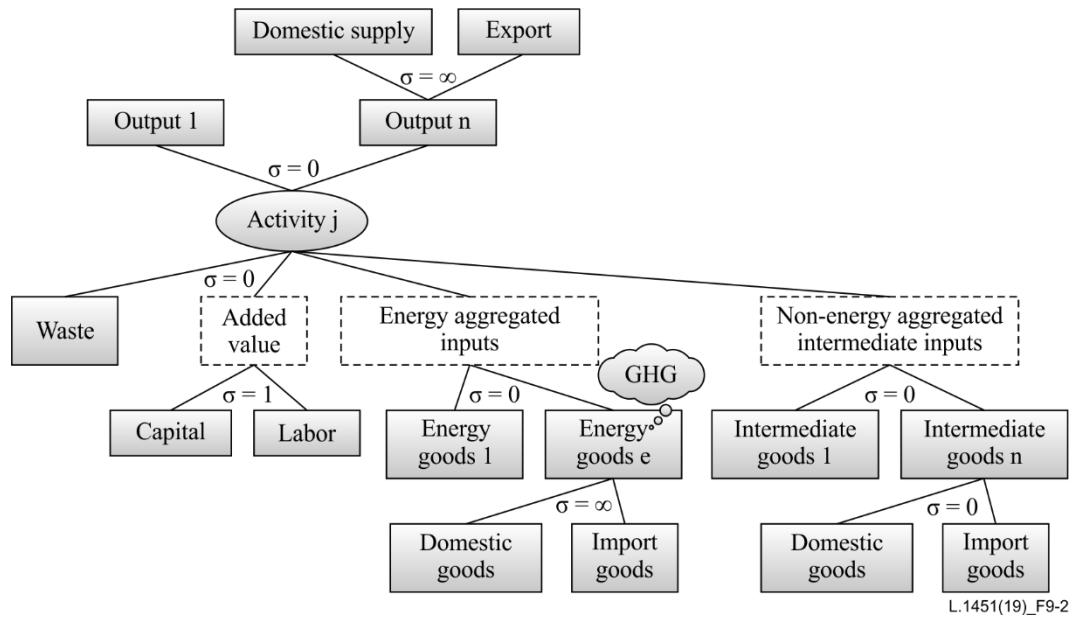 Domestic supply
Export
σ = ∞
Output 1
Output n
σ = 0
Activity j
σ = 0
Waste
Added
value
Energy aggregated
inputs
Non-energy aggregated
intermediate inputs
GHG
σ = 1
σ = 0
σ = 0
Capital
Labor
Energy
goods 1
Energy
goods e
Intermediate
goods 1
Intermediate
goods n
σ = ∞
σ = 0
Domestic
goods
Import
goods
Domestic
goods
Import
goods
L.1451(19)_F9-2